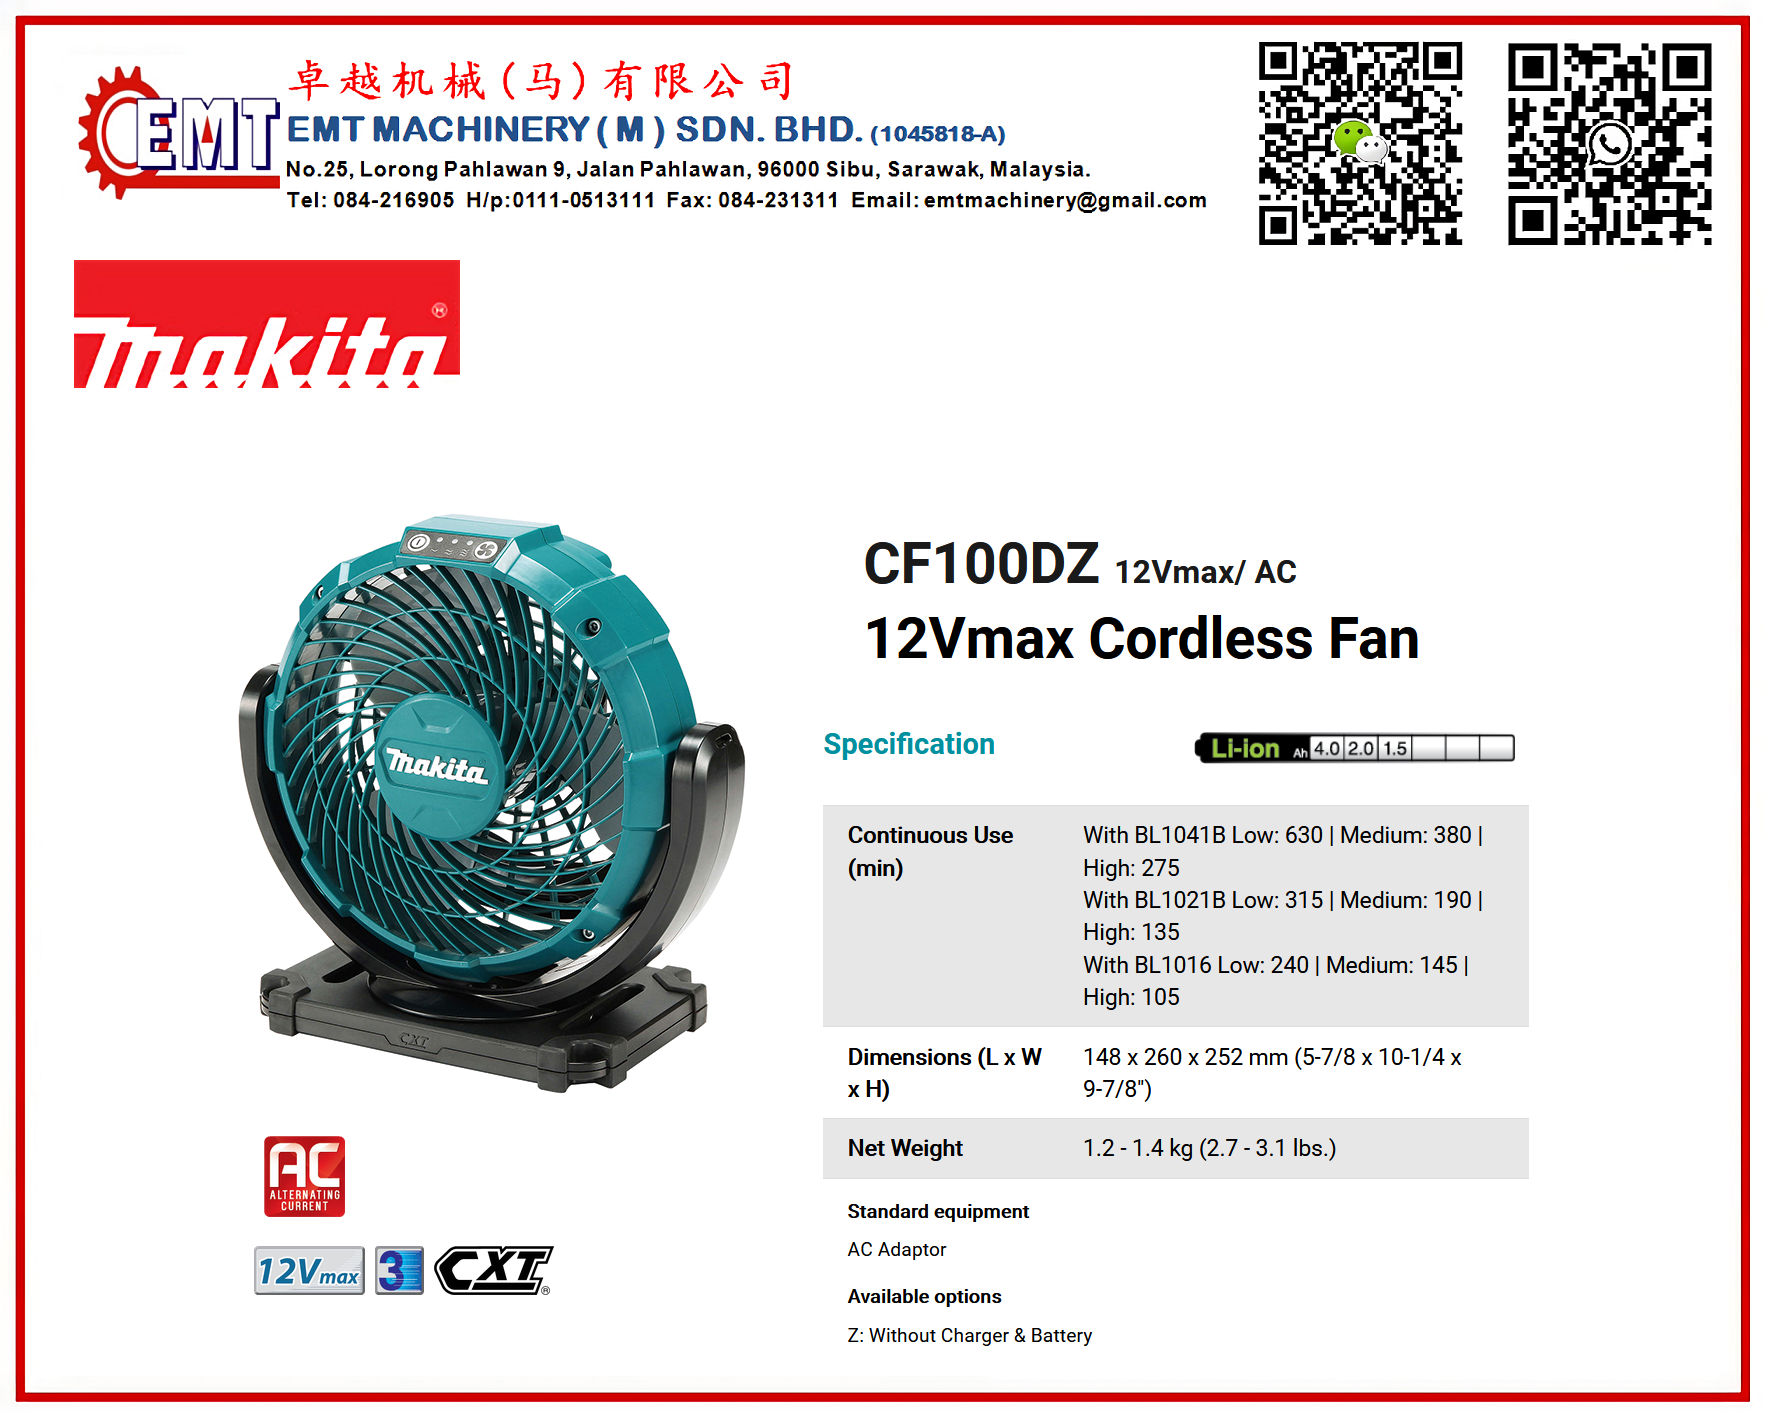 卓越机械(马)有限公司
EMT
EMT MACHINERY ( M ) SDN. BHD. (1045818-A)
No.25, Lorong Pahlawan 9, Jalan Pahlawan, 96000 Sibu, Sarawak, Malaysia.
Tel: 084-216905 H/p:0111-0513111 Fax: 084-231311 Email: emtmachinery@gmail.com
makita®
CF100DZ 12Vmax/ AC
12Vmax Cordless Fan
Makita
CXT
Specification
Li-ion Ah 4.0 2.0 1.5
Continuous Use
(min)
With BL1041B Low: 630 | Medium: 380 |
High: 275
With BL1021B Low: 315 | Medium: 190 |
High: 135
With BL1016 Low: 240 | Medium: 145 |
High: 105
Dimensions (L x W
x H)
148 x 260 x 252 mm (5-7/8 x 10-1/4 x
9-7/8")
Net Weight
1.2 - 1.4 kg (2.7 - 3.1 lbs.)
Standard equipment
AC Adaptor
Available options
Z: Without Charger & Battery
AC
ALTERNATING
CURRENT
12Vmax 3 CXT®